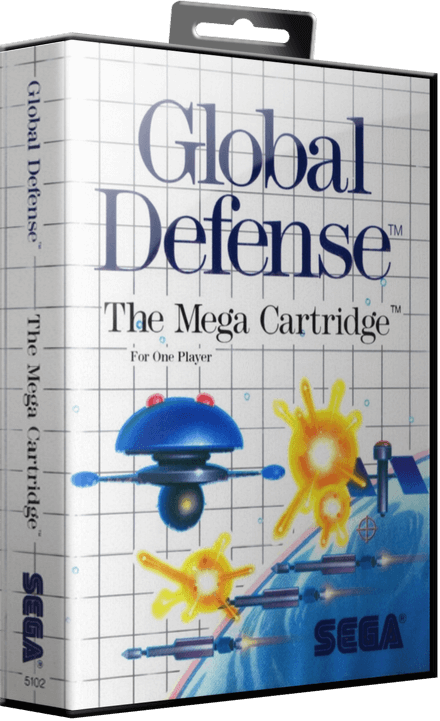 Global
Defense™
The Mega Cartridge™
For One Player
SEGA®
Global Defense™
The Mega Cartridge™
SEGA®
5102